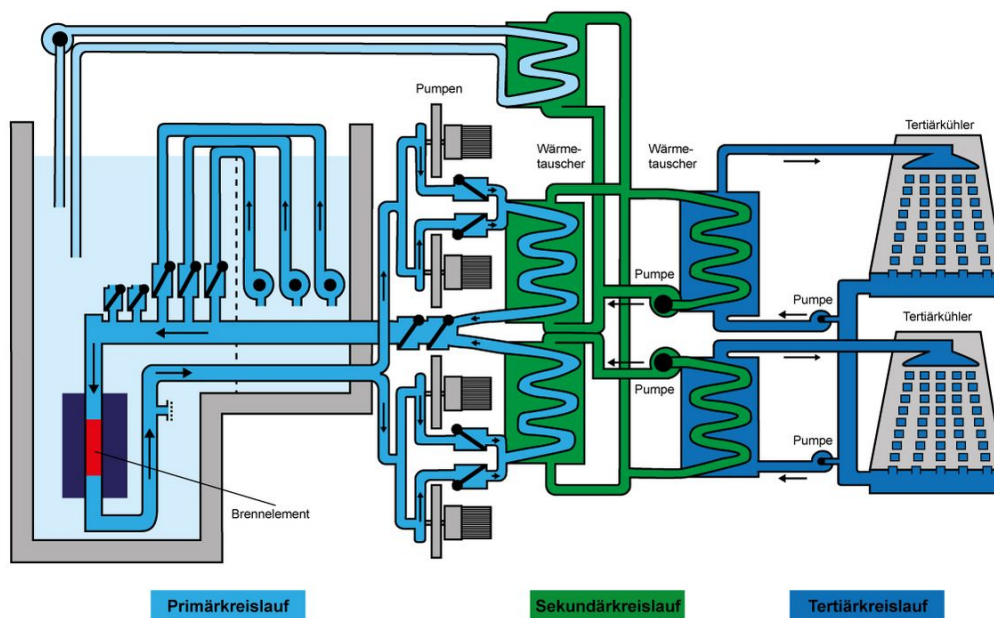 Pumpen
Tertiärkühler
Wärme-
tauscher
Wärme-
tauscher
Pumpe
Pumpe
Tertiärkühler
Pumpe
Pumpe
Brennelement
Primärkreislauf
Sekundärkreislauf
Tertiärkreislauf